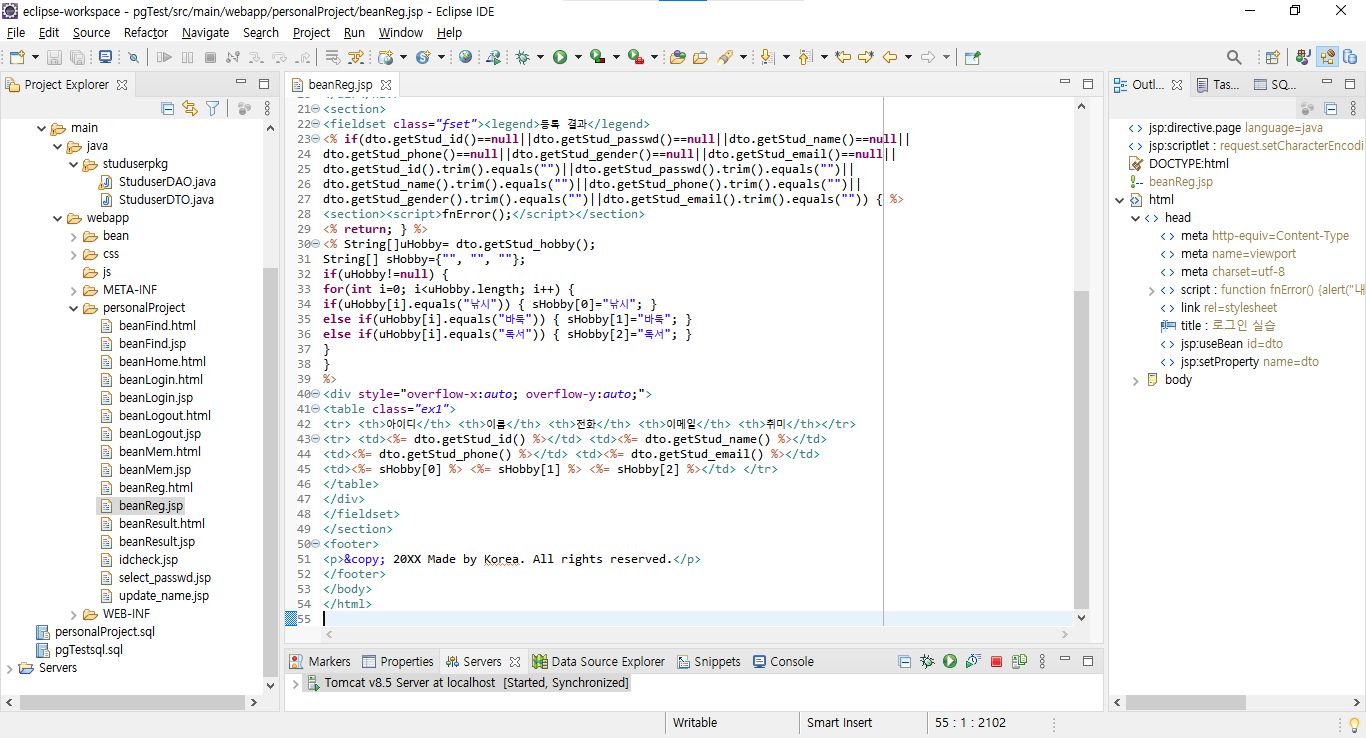 eclipse-workspace - pgTest/src/main/webapp/personalProject/beanReg.jsp - Eclipse IDE
File Edit Source Refactor Navigate Search Project Run Window Help
Project Explorer
main
java
studuserpkg
StuduserDAO.java
StuduserDTO.java
webapp
bean
css
js
META-INF
personalProject
beanFind.html
beanFind.jsp
beanHome.html
beanLogin.html
beanLogin.jsp
beanLogout.html
beanLogout.jsp
beanMem.html
beanMem.jsp
beanReg.html
beanReg.jsp
beanResult.html
beanResult.jsp
idcheck.jsp
select_passwd.jsp
update_name.jsp
WEB-INF
personalProject.sql
pgTestsql.sql
Servers
beanReg.jsp
21 <section>
22 <fieldset class="fset"><legend>등록 결과</legend>
23 <% if(dto.getStud_id()==null||dto.getStud_passwd()==null||dto.getStud_name()==null||
24 dto.getStud_phone()==null||dto.getStud_gender()==null||dto.getStud_email()==null||
25 dto.getStud_id().trim().equals("")||dto.getStud_passwd().trim().equals("")||
26 dto.getStud_name().trim().equals("")||dto.getStud_phone().trim().equals("")||
27 dto.getStud_gender().trim().equals("")||dto.getStud_email().trim().equals("")) { %>
28 <section><script>fnError();</script></section>
29 <% return; } %>
30 <% String[]uHobby= dto.getStud_hobby();
31 String[] sHobby={"", "", ""};
32 if(uHobby!=null) {
33 for(int i=0; i<uHobby.length; i++) {
34 if(uHobby[i].equals("낚시")) { sHobby[0]="낚시"; }
35 else if(uHobby[i].equals("바둑")) { sHobby[1]="바둑"; }
36 else if(uHobby[i].equals("독서")) { sHobby[2]="독서"; }
37 }
38 }
39 %>
40 <div style="overflow-x:auto; overflow-y:auto;">
41 <table class="ex1">
42 <tr> <th>아이디</th> <th>이름</th> <th>전화</th> <th>이메일</th> <th>취미</th></tr>
43 <tr> <td><%= dto.getStud_id() %></td> <td><%= dto.getStud_name() %></td>
44 <td><%= dto.getStud_phone() %></td> <td><%= dto.getStud_email() %></td>
45 <td><%= sHobby[0] %> <%= sHobby[1] %> <%= sHobby[2] %></td> </tr>
46 </table>
47 </div>
48 </fieldset>
49 </section>
50 <footer>
51 <p>&copy; 20XX Made by Korea. All rights reserved.</p>
52 </footer>
53 </body>
54 </html>
55
Outl... Tas... SQ...
jsp:directive.page language=java
jsp:scriptlet : request.setCharacterEncodi
DOCTYPE:html
beanReg.jsp
html
head
meta http-equiv=Content-Type
meta name=viewport
meta charset=utf-8
script : function fnError() {alert("내
link rel=stylesheet
title : 로그인 실습
jsp:useBean id=dto
jsp:setProperty name=dto
body
Markers Properties Servers Data Source Explorer Snippets Console
Tomcat v8.5 Server at localhost [Started, Synchronized]
Writable Smart Insert 55 : 1 : 2102